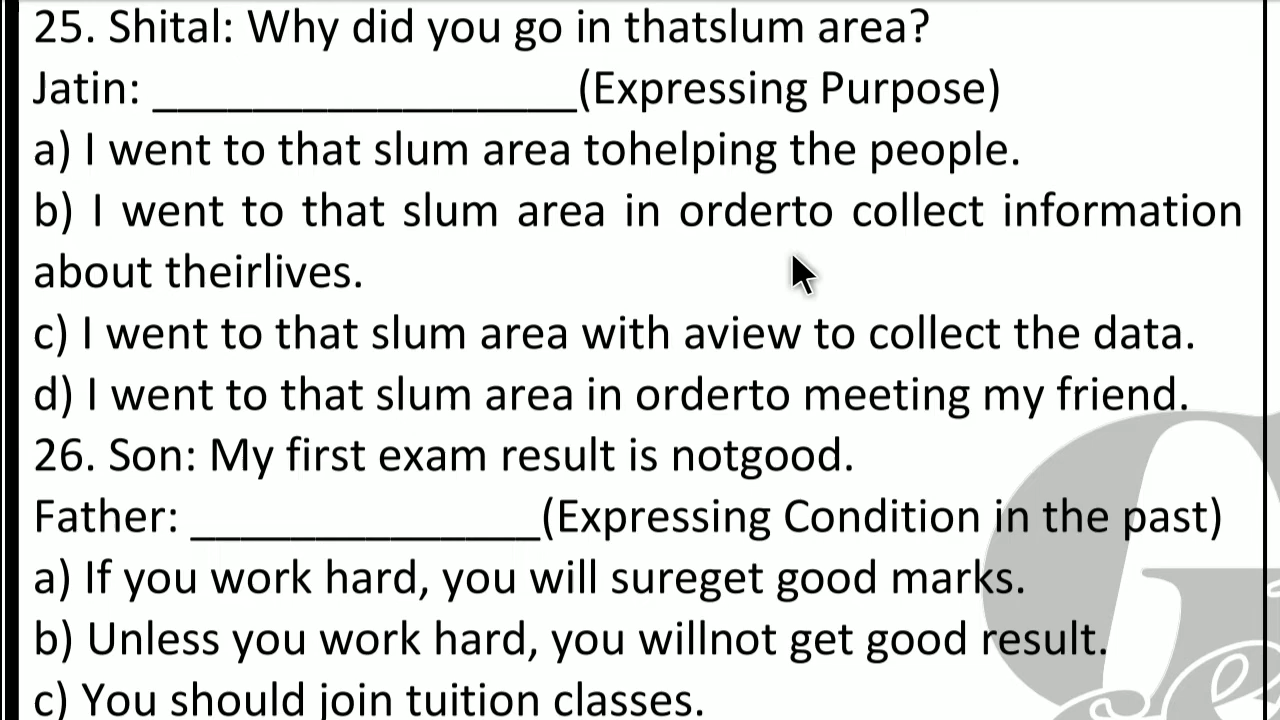 25. Shital: Why did you go in thatslum area?
Jatin: _________________(Expressing Purpose)
a) I went to that slum area tohelping the people.
b) I went to that slum area in orderto collect information
about theirlives.
c) I went to that slum area with aview to collect the data.
d) I went to that slum area in orderto meeting my friend.
26. Son: My first exam result is notgood.
Father: ______________(Expressing Condition in the past)
a) If you work hard, you will sureget good marks.
b) Unless you work hard, you willnot get good result.
c) You should join tuition classes.